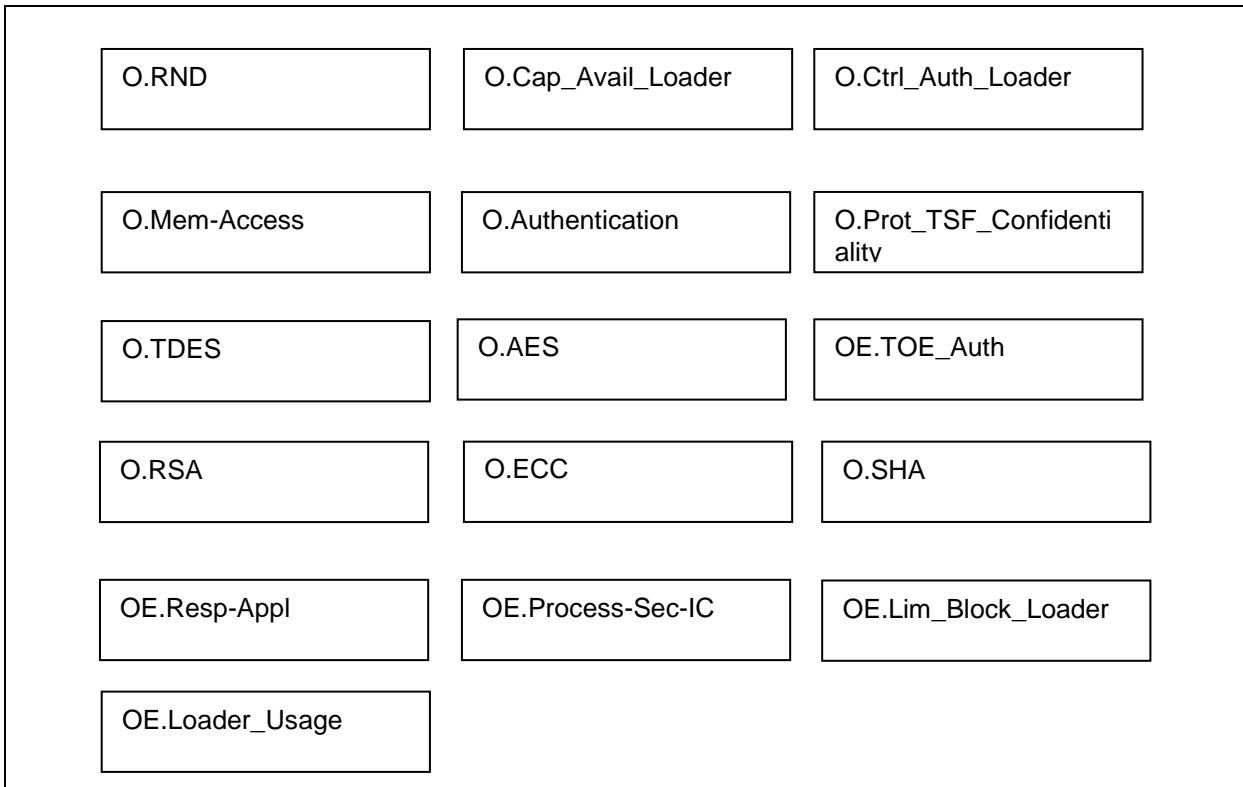 O.RND
O.Cap_Avail_Loader
O.Ctrl_Auth_Loader
O.Mem-Access
O.Authentication
O.Prot_TSF_Confidenti
ality
O.TDES
O.AES
OE.TOE_Auth
O.RSA
O.ECC
O.SHA
OE.Resp-Appl
OE.Process-Sec-IC
OE.Lim_Block_Loader
OE.Loader_Usage